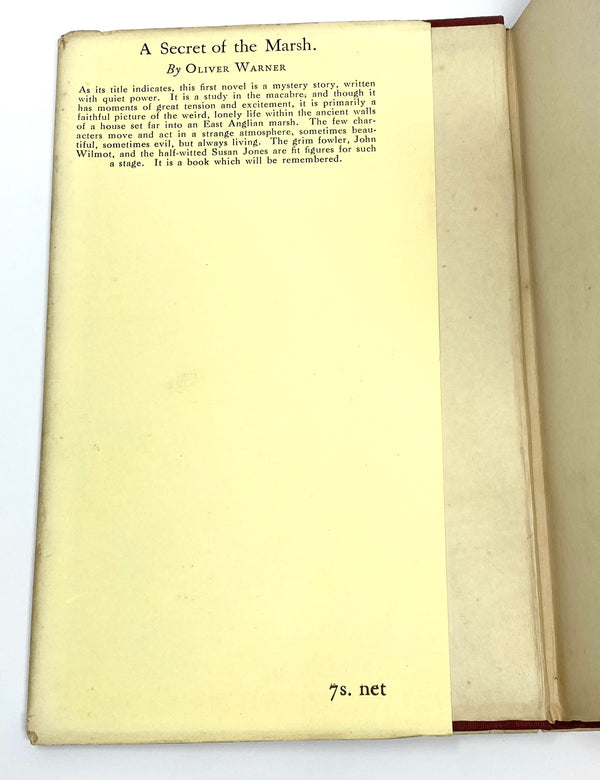 A Secret of the Marsh.
By OLIVER WARNER
As its title indicates, this first novel is a mystery story, written
with quiet power. It is a study in the macabre; and though it
has moments of great tension and excitement, it is primarily a
faithful picture of the weird, lonely life within the ancient walls
of a house set far into an East Anglian marsh. The few char-
acters move and act in a strange atmosphere, sometimes beau-
tiful, sometimes evil, but always living. The grim fowler, John
Wilmot, and the half-witted Susan Jones are fit figures for such
a stage. It is a book which will be remembered.
7s. net